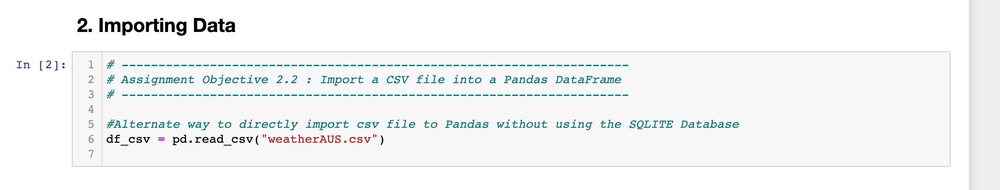 2. Importing Data
In [2]:
1 # ---------------------------------------------------------------------
2 # Assignment Objective 2.2 : Import a CSV file into a Pandas DataFrame
3 # ---------------------------------------------------------------------
4
5 #Alternate way to directly import csv file to Pandas without using the SQLITE Database
6 df_csv = pd.read_csv("weatherAUS.csv")
7